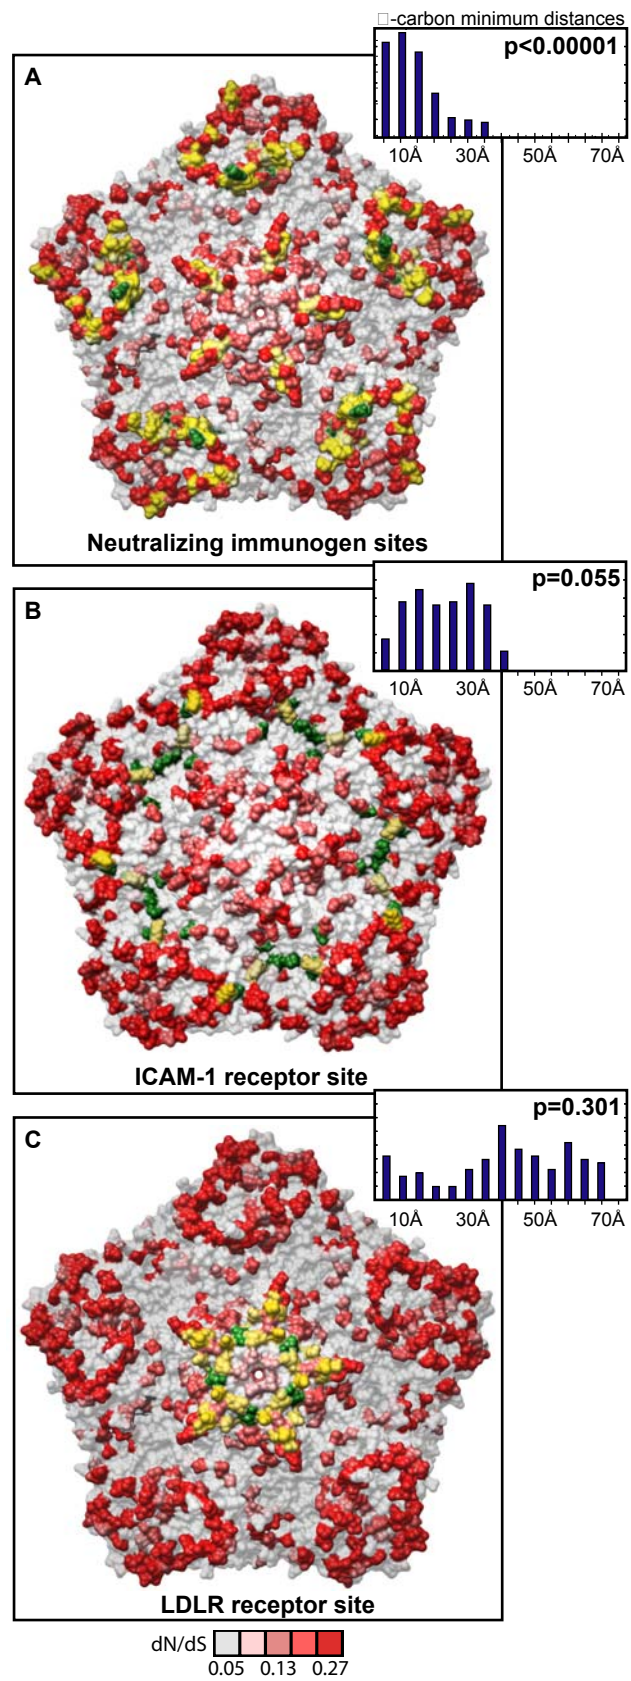 □-carbon minimum distances
p<0.00001
A
10Å 30Å 50Å 70Å
Neutralizing immunogen sites
p=0.055
B
10Å 30Å 50Å 70Å
ICAM-1 receptor site
p=0.301
C
10Å 30Å 50Å 70Å
LDLR receptor site
dN/dS
0.05 0.13 0.27